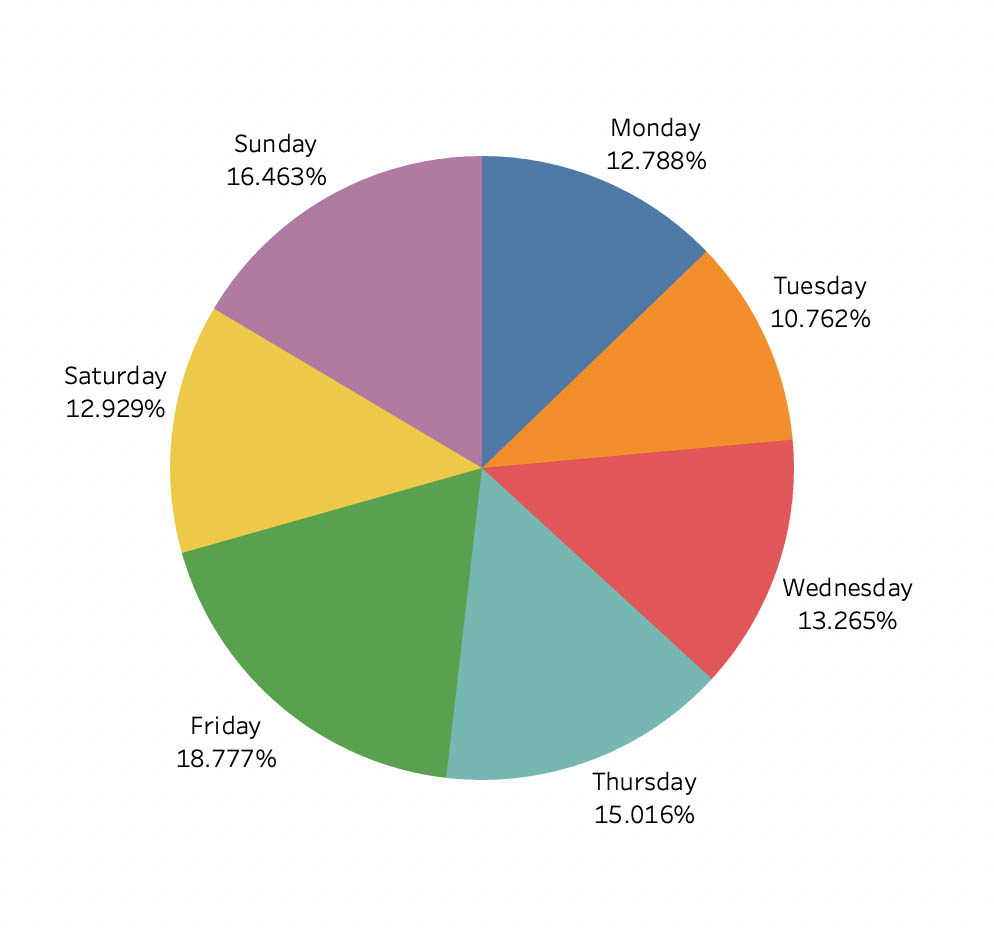 Monday
12.788%
Tuesday
10.762%
Wednesday
13.265%
Thursday
15.016%
Friday
18.777%
Saturday
12.929%
Sunday
16.463%